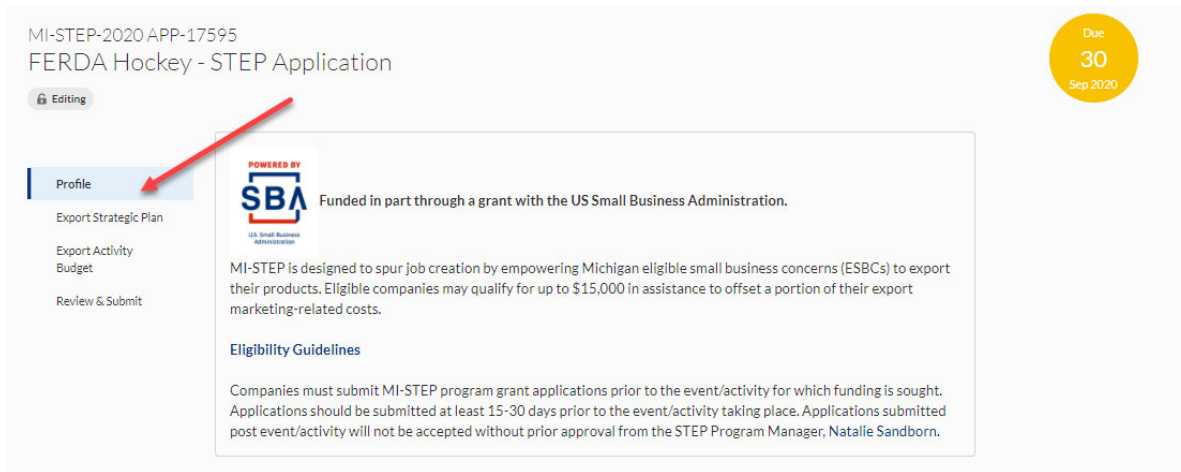 MI-STEP-2020 APP-17595
FERDA Hockey - STEP Application
Editing
Due
30
Sep 2020
Profile
Export Strategic Plan
Export Activity
Budget
Review & Submit
POWERED BY
SBA
U.S. Small Business
Administration
Funded in part through a grant with the US Small Business Administration.
MI-STEP is designed to spur job creation by empowering Michigan eligible small business concerns (ESBCs) to export
their products. Eligible companies may qualify for up to $15,000 in assistance to offset a portion of their export
marketing-related costs.
Eligibility Guidelines
Companies must submit MI-STEP program grant applications prior to the event/activity for which funding is sought.
Applications should be submitted at least 15-30 days prior to the event/activity taking place. Applications submitted
post event/activity will not be accepted without prior approval from the STEP Program Manager, Natalie Sandborn.